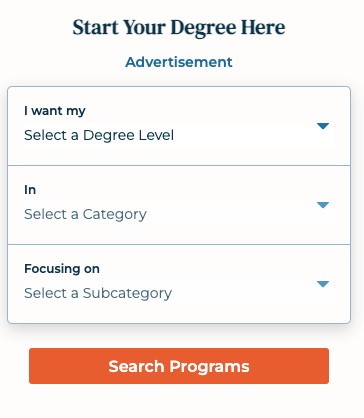 Start Your Degree Here
Advertisement
I want my
Select a Degree Level
In
Select a Category
Focusing on
Select a Subcategory
Search Programs